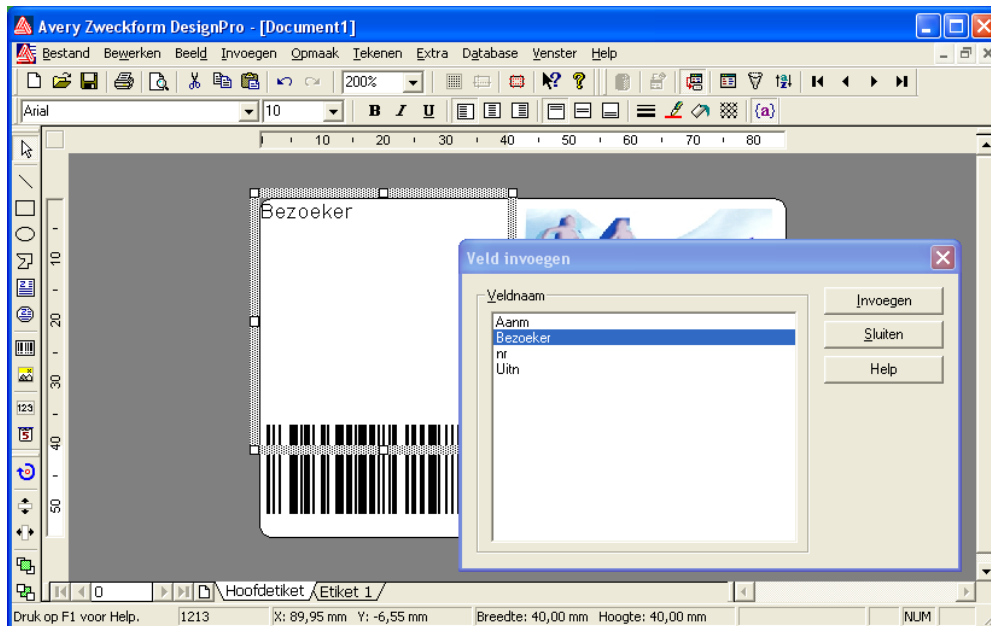 Avery Zweckform DesignPro - [Document1]
Bestand Bewerken Beeld Invoegen Opmaak Tekenen Extra Database Venster Help
200%
Arial 10 B I U {a}
10 20 30 40 50 60 70 80
Bezoeker
Veld invoegen
Veldnaam
Invoegen
Aanm
Bezoeker
Sluiten
nr
Uitn
Help
10
20
30
40
50
123
5
0 Hoofdetiket Etiket 1
Druk op F1 voor Help. 1213 X: 89,95 mm Y: -6,55 mm Breedte: 40,00 mm Hoogte: 40,00 mm NUM